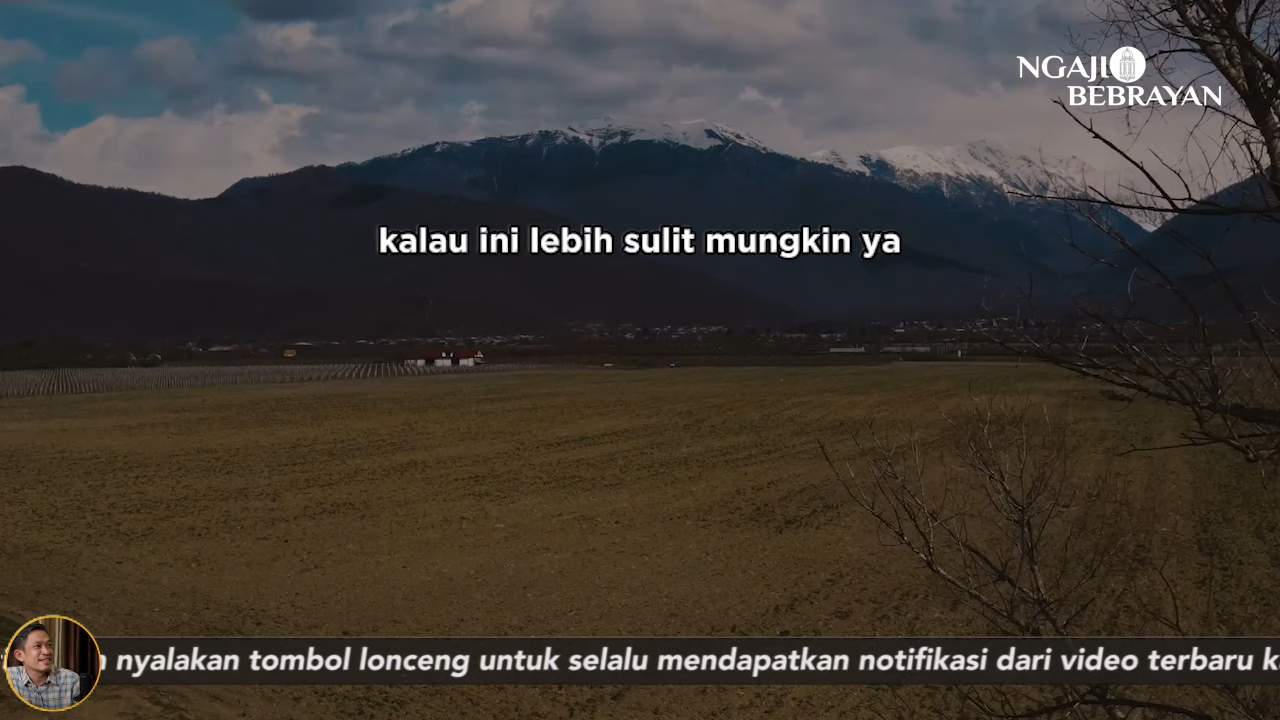 NGAJI
BEBRAYAN
kalau ini lebih sulit mungkin ya
nyalakan tombol lonceng untuk selalu mendapatkan notifikasi dari video terbaru